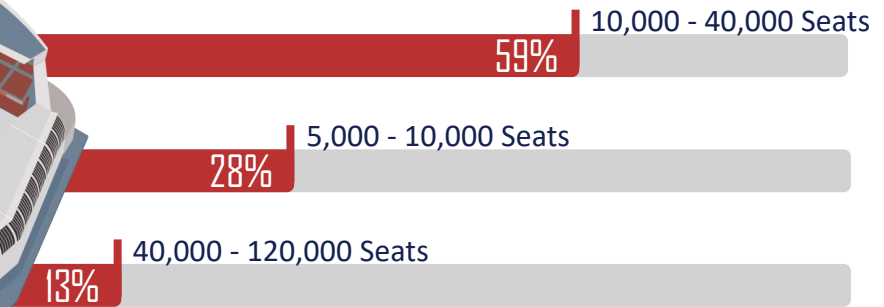 10,000 - 40,000 Seats
59%
5,000 - 10,000 Seats
28%
40,000 - 120,000 Seats
13%